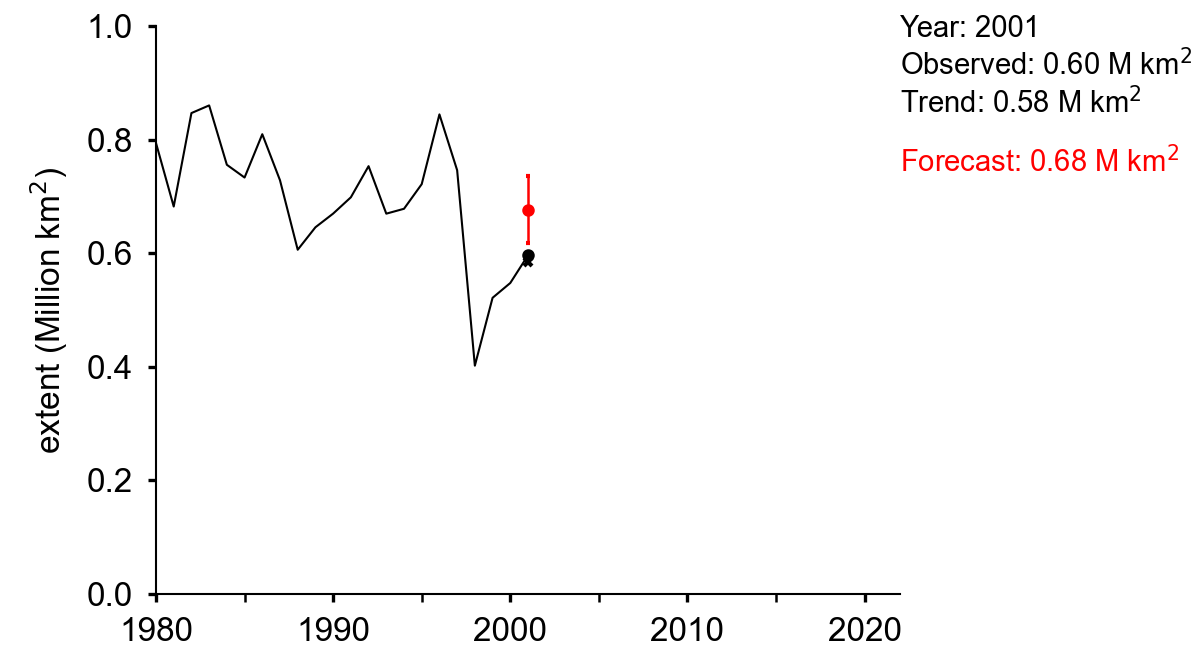 Year: 2001
Observed: 0.60 M km²
Trend: 0.58 M km²
Forecast: 0.68 M km²
extent (Million km²)
1.0
0.8
0.6
0.4
0.2
0.0
1980 1990 2000 2010 2020